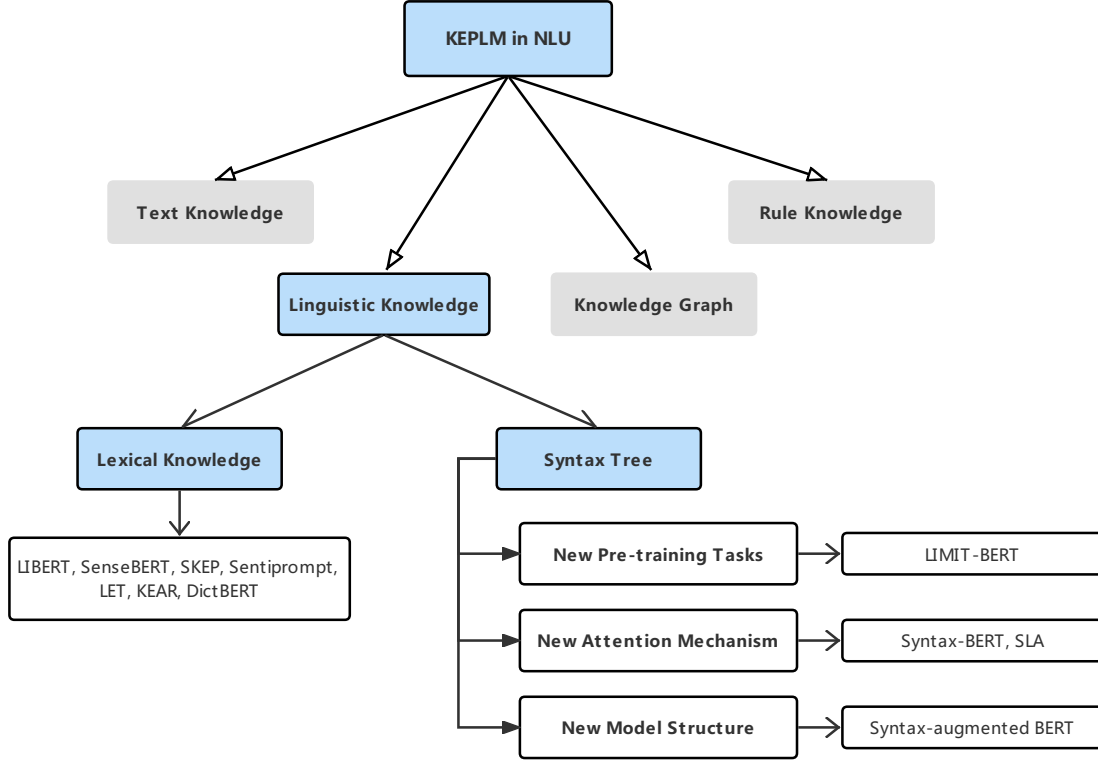 KEPLM in NLU
Text Knowledge
Rule Knowledge
Linguistic Knowledge
Knowledge Graph
Lexical Knowledge
Syntax Tree
LIBERT, SenseBERT, SKEP, Sentiprompt,
LET, KEAR, DictBERT
New Pre-training Tasks
LIMIT-BERT
New Attention Mechanism
Syntax-BERT, SLA
New Model Structure
Syntax-augmented BERT